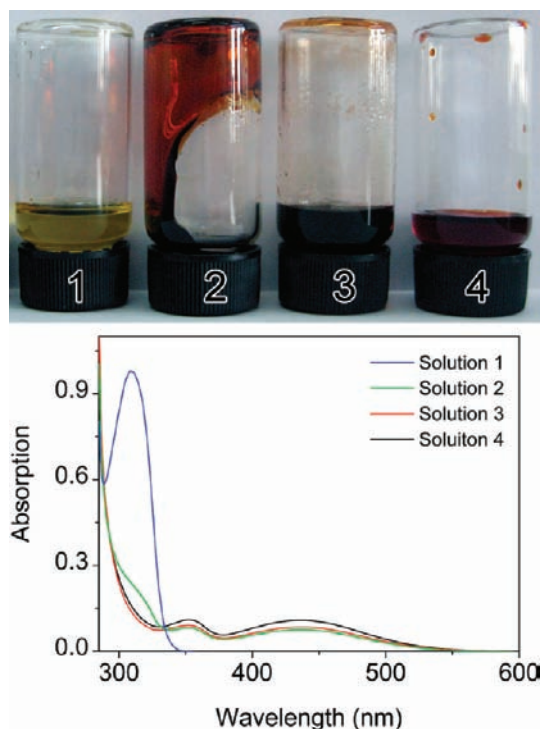 1 2 3 4
Solution 1
Solution 2
Solution 3
Soluiton 4
0.9
0.6
0.3
0.0
Absorption
300 400 500 600
Wavelength (nm)